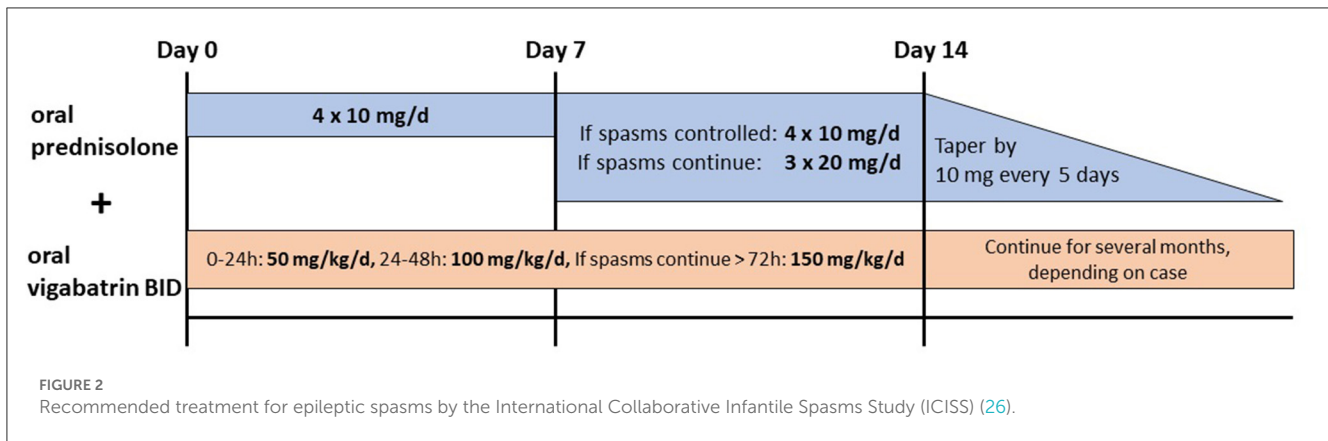 Day 0
Day 7
Day 14
oral
prednisolone
4 x 10 mg/d
If spasms controlled: 4 x 10 mg/d
If spasms continue: 3 x 20 mg/d
Taper by
10 mg every 5 days
+
oral
vigabatrin BID
0-24h: 50 mg/kg/d, 24-48h: 100 mg/kg/d, If spasms continue > 72h: 150 mg/kg/d
Continue for several months,
depending on case
FIGURE 2
Recommended treatment for epileptic spasms by the International Collaborative Infantile Spasms Study (ICISS) (26).